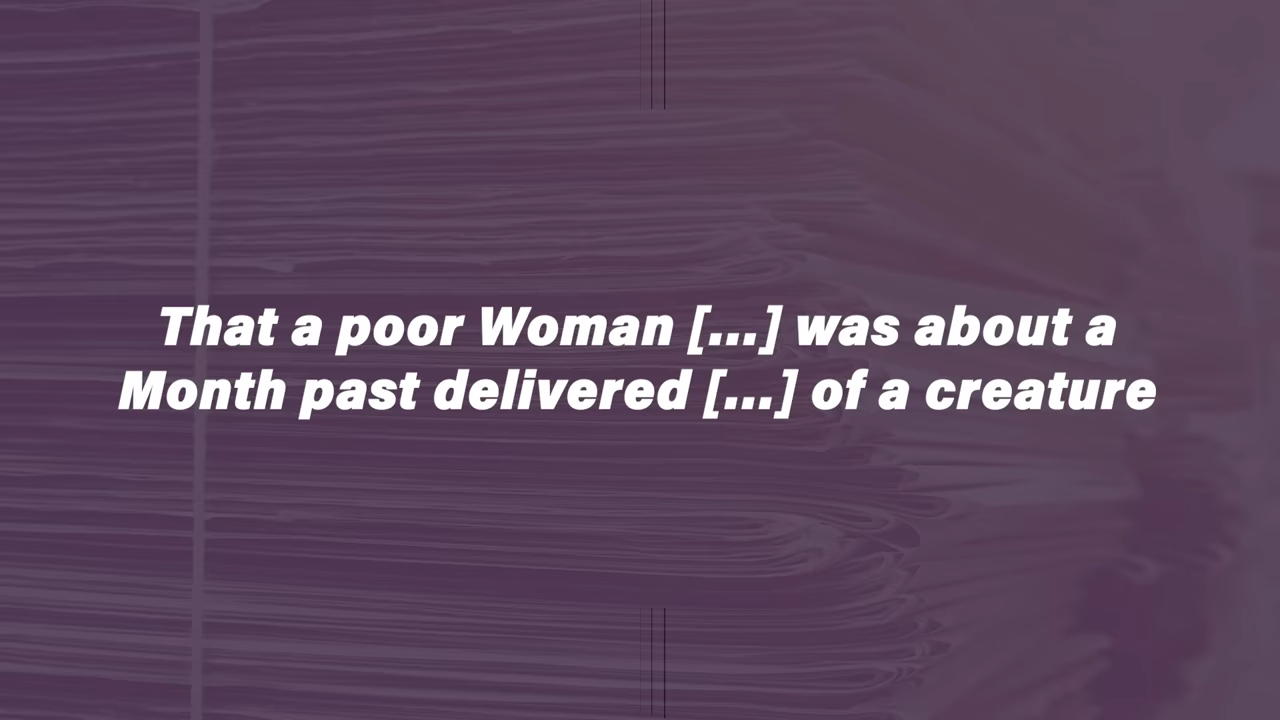 That a poor Woman [...] was about a
Month past delivered [...] of a creature